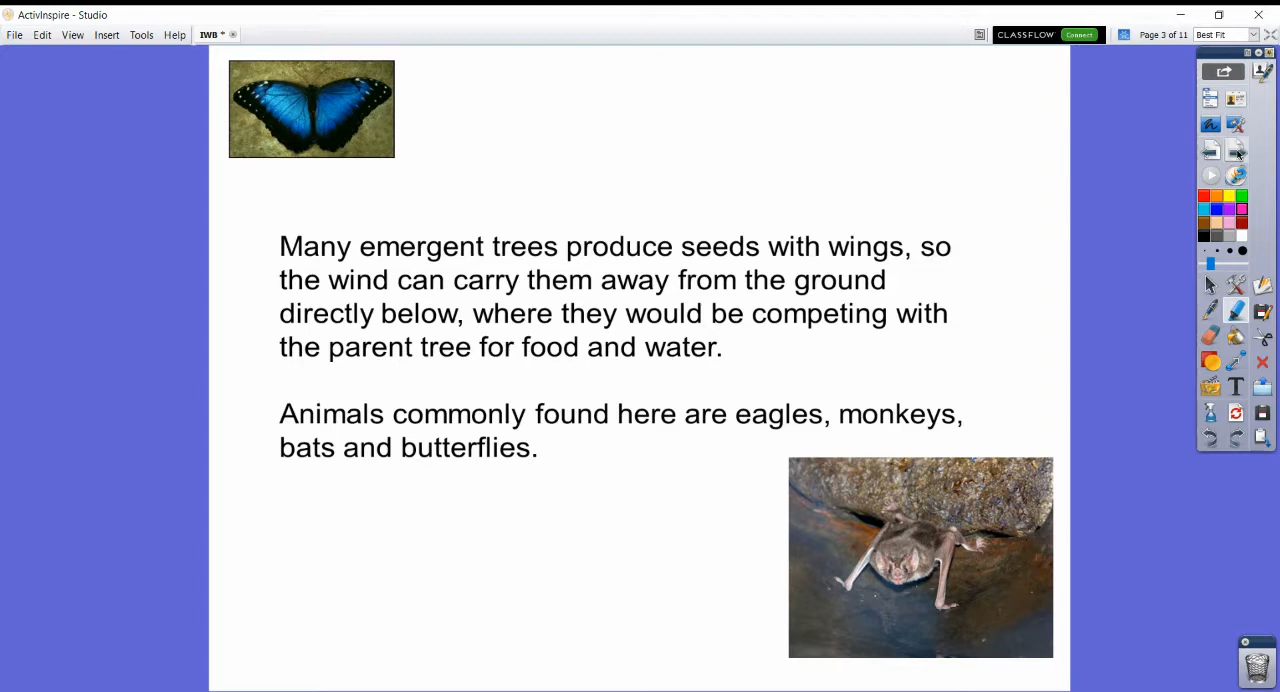 ActivInspire - Studio
File Edit View Insert Tools Help IWB * CLASSFLOW Connect Page 3 of 11 Best Fit
Many emergent trees produce seeds with wings, so
the wind can carry them away from the ground
directly below, where they would be competing with
the parent tree for food and water.
Animals commonly found here are eagles, monkeys,
bats and butterflies.